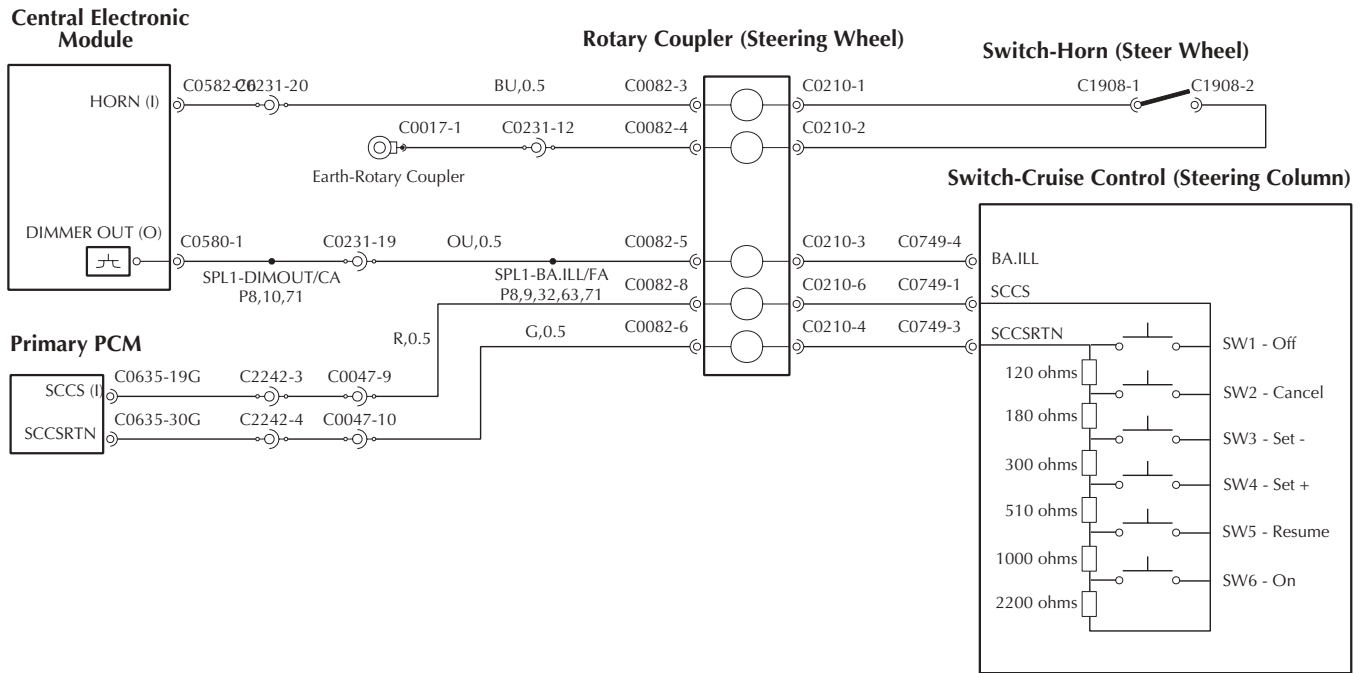 Central Electronic
Module
Rotary Coupler (Steering Wheel)
Switch-Horn (Steer Wheel)
HORN (I)
C0231-20
BU,0.5
C0082-3
C0210-1
C1908-1
C1908-2
C0017-1
C0231-12
C0082-4
C0210-2
Earth-Rotary Coupler
Switch-Cruise Control (Steering Column)
DIMMER OUT (O)
C0580-1
C0231-19
OU,0.5
C0082-5
C0210-3
C0749-4
BA.ILL
SPL1-DIMOUT/CA
P8,10,71
SPL1-BA.ILL/FA
P8,9,32,63,71
C0082-8
C0210-6
C0749-1
SCCS
Primary PCM
R,0.5
G,0.5
C0082-6
C0210-4
C0749-3
SCCSRTN
SW1 - Off
120 ohms
SCCS (I)
C0635-19G
C2242-3
C0047-9
SW2 - Cancel
180 ohms
SCCSRTN
C0635-30G
C2242-4
C0047-10
SW3 - Set -
300 ohms
SW4 - Set +
510 ohms
SW5 - Resume
1000 ohms
SW6 - On
2200 ohms